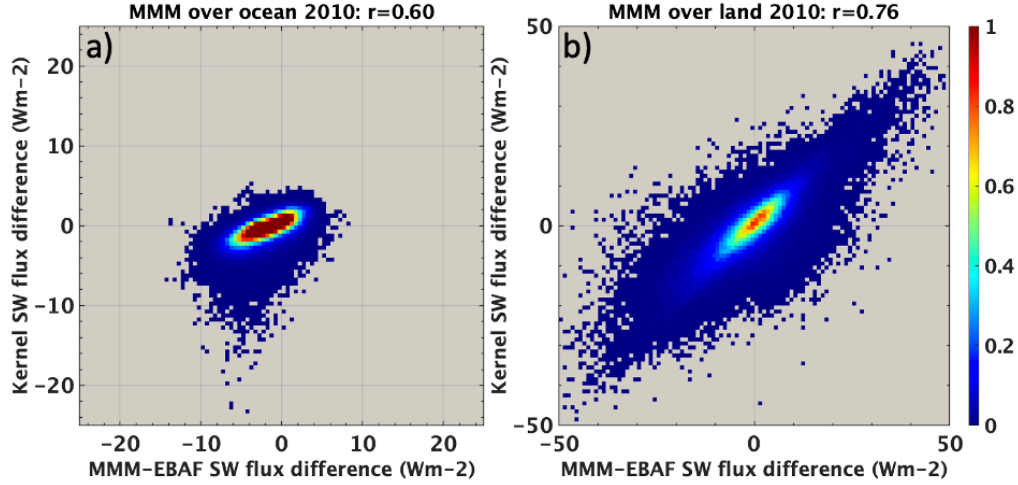 MMM over ocean 2010: r=0.60
a)
20
10
0
-10
-20
-20
-10
0
10
20
Kernel SW flux difference (Wm-2)
MMM-EBAF SW flux difference (Wm-2)
MMM over land 2010: r=0.76
b)
50
0
-50
-50
0
50
Kernel SW flux difference (Wm-2)
MMM-EBAF SW flux difference (Wm-2)
1
0.8
0.6
0.4
0.2
0